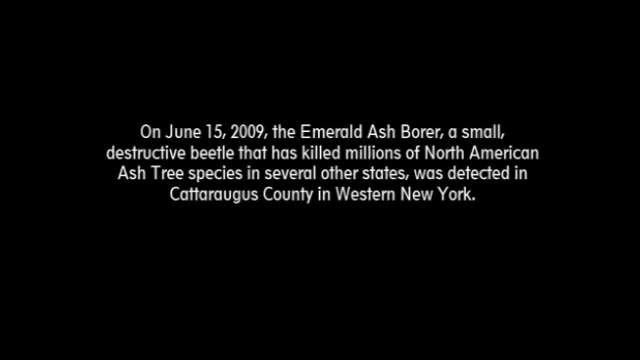 On June 15, 2009, the Emerald Ash Borer, a small,
destructive beetle that has killed millions of North American
Ash Tree species in several other states, was detected in
Cattaraugus County in Western New York.